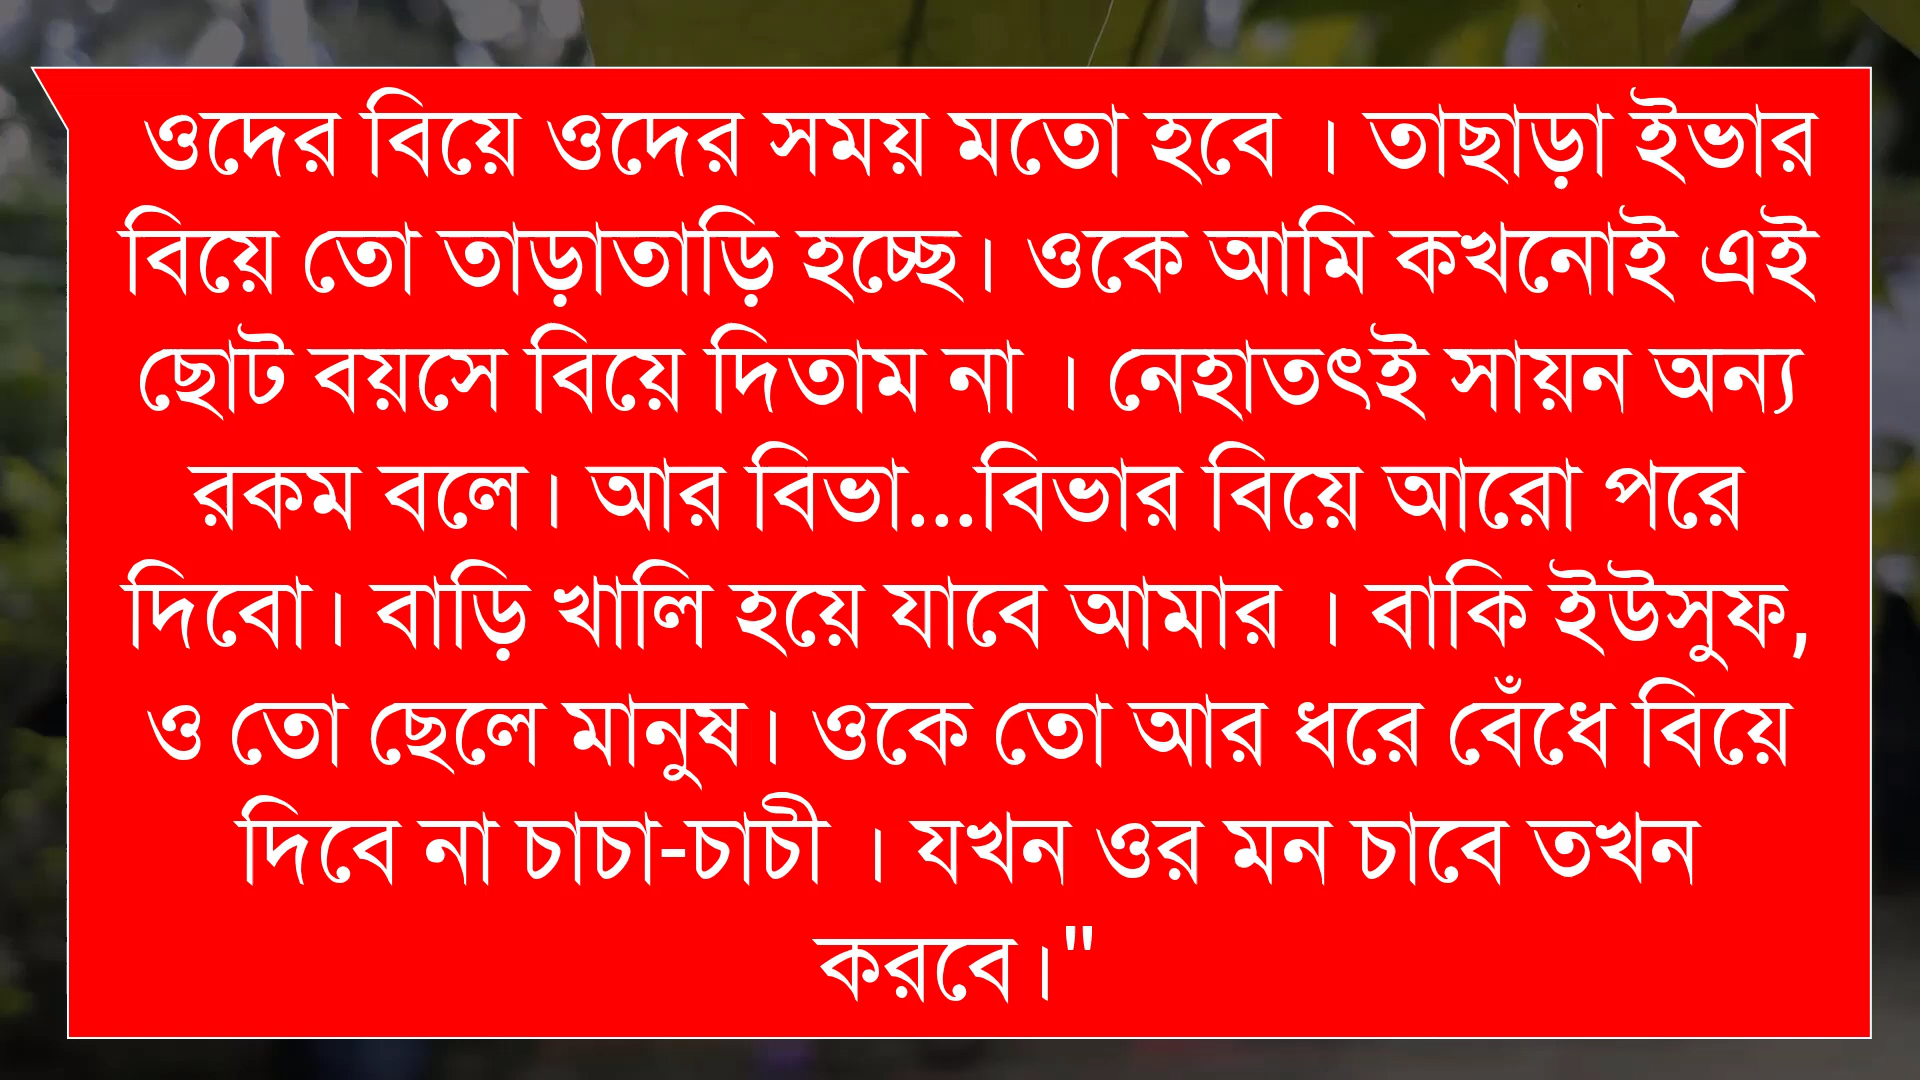 ওদের বিয়ে ওদের সময় মতো হবে । তাছাড়া ইভার
বিয়ে তো তাড়াতাড়ি হচ্ছে। ওকে আমি কখনোই এই
ছোট বয়সে বিয়ে দিতাম না । নেহাতৎই সায়ন অন্য
রকম বলে। আর বিভা...বিভার বিয়ে আরো পরে
দিবো। বাড়ি খালি হয়ে যাবে আমার । বাকি ইউসুফ,
ও তো ছেলে মানুষ। ওকে তো আর ধরে বেঁধে বিয়ে
দিবে না চাচা-চাচী । যখন ওর মন চাবে তখন
করবে।"